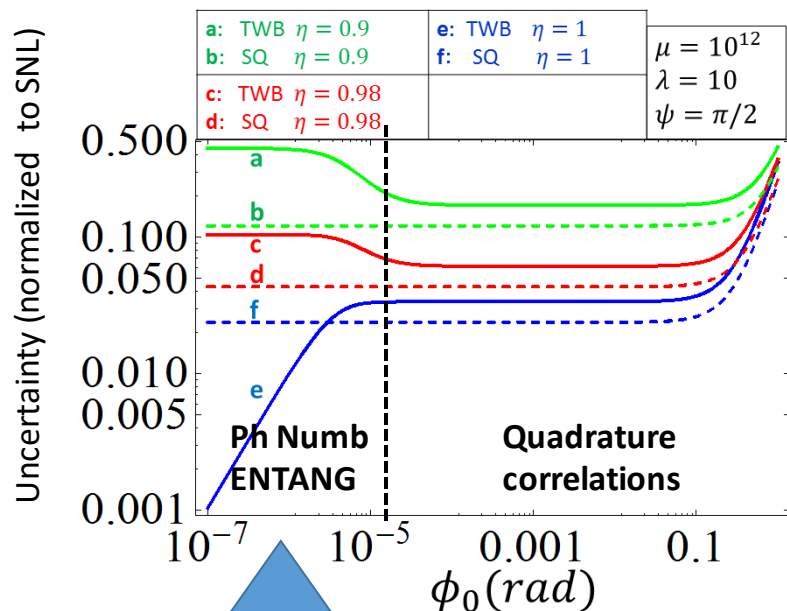 a: TWB η = 0.9
b: SQ η = 0.9
e: TWB η = 1
f: SQ η = 1
c: TWB η = 0.98
d: SQ η = 0.98
μ = 10¹²
λ = 10
ψ = π/2
Uncertainty (normalized to SNL)
0.500
0.100
0.050
0.010
0.005
0.001
a
b
c
d
f
e
Ph Numb
ENTANG
Quadrature
correlations
10⁻⁷
10⁻⁵
0.001
0.1
ϕ₀(rad)